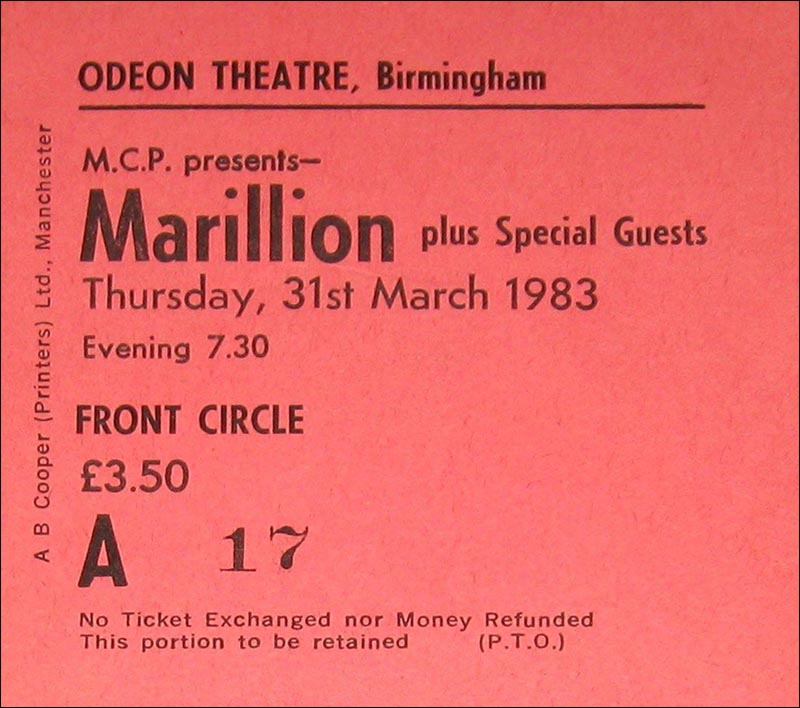 ODEON THEATRE, Birmingham
M.C.P. presents—
Marillion plus Special Guests
Thursday, 31st March 1983
Evening 7.30
FRONT CIRCLE
£3.50
A 17
No Ticket Exchanged nor Money Refunded
This portion to be retained (P.T.O.)
A B Cooper (Printers) Ltd., Manchester